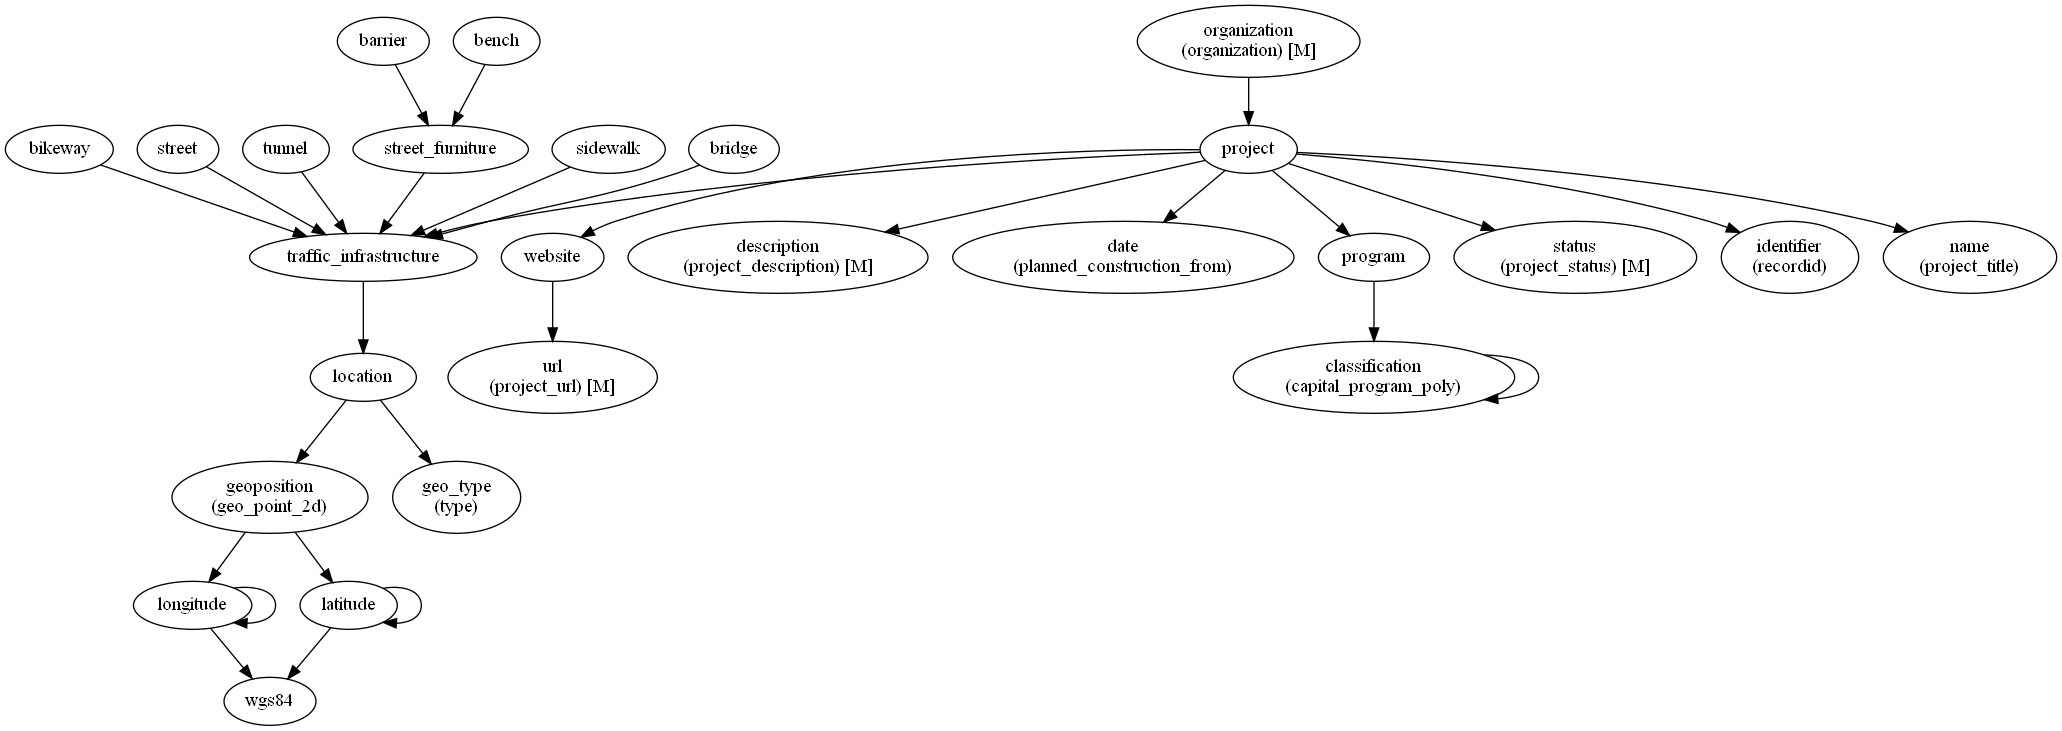 barrier
bench
organization
(organization) [M]
bikeway
street
tunnel
street_furniture
sidewalk
bridge
project
traffic_infrastructure
website
description
(project_description) [M]
date
(planned_construction_from)
program
status
(project_status) [M]
identifier
(recordid)
name
(project_title)
location
url
(project_url) [M]
classification
(capital_program_poly)
geoposition
(geo_point_2d)
geo_type
(type)
longitude
latitude
wgs84